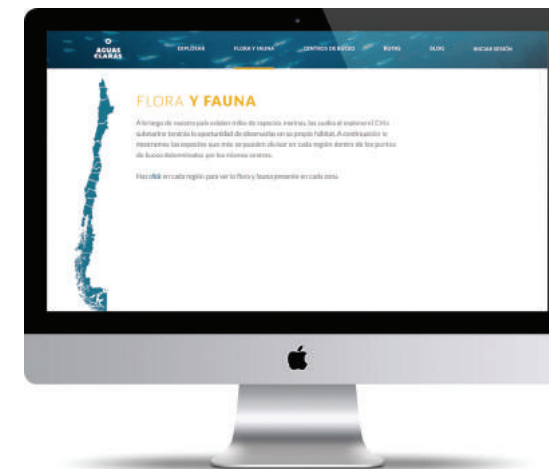 AGUAS
CLARAS
EXPLORAR
FLORA Y FAUNA
CENTROS DE BUCEO
RUTAS
BLOG
INICIAR SESIÓN
FLORA Y FAUNA
A lo largo de nuestro país existen miles de especies marinas, las cuales al explorar el Chile
submarino tendrás la oportunidad de observarlas en su propio hábitat. A continuación te
mostramos las especies que más se pueden divisar en cada región dentro de los puntos
de buceo determinados por los mismos centros.
Haz click en cada región para ver la flora y fauna presente en cada zona.